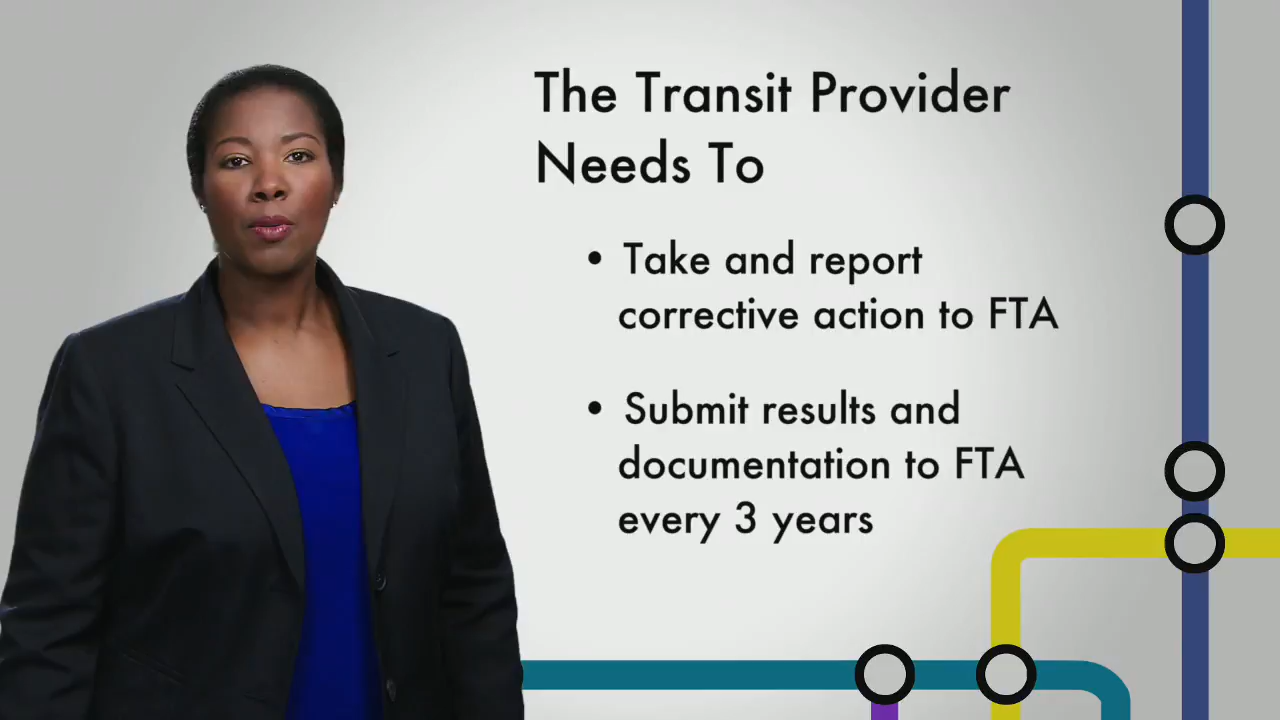 The Transit Provider
Needs To
• Take and report
corrective action to FTA
• Submit results and
documentation to FTA
every 3 years